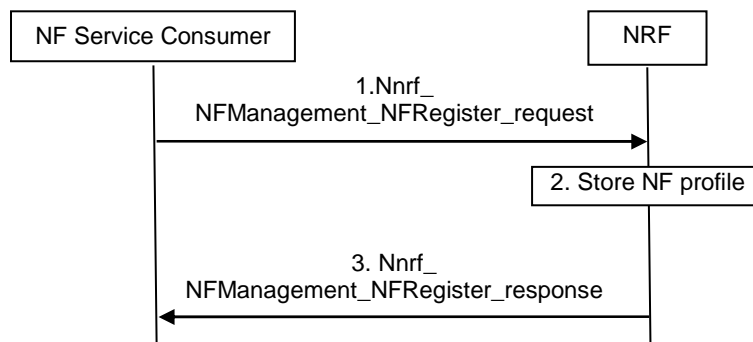 NF Service Consumer
NRF
1.Nnrf_
NFManagement_NFRegister_request
2. Store NF profile
3. Nnrf_
NFManagement_NFRegister_response